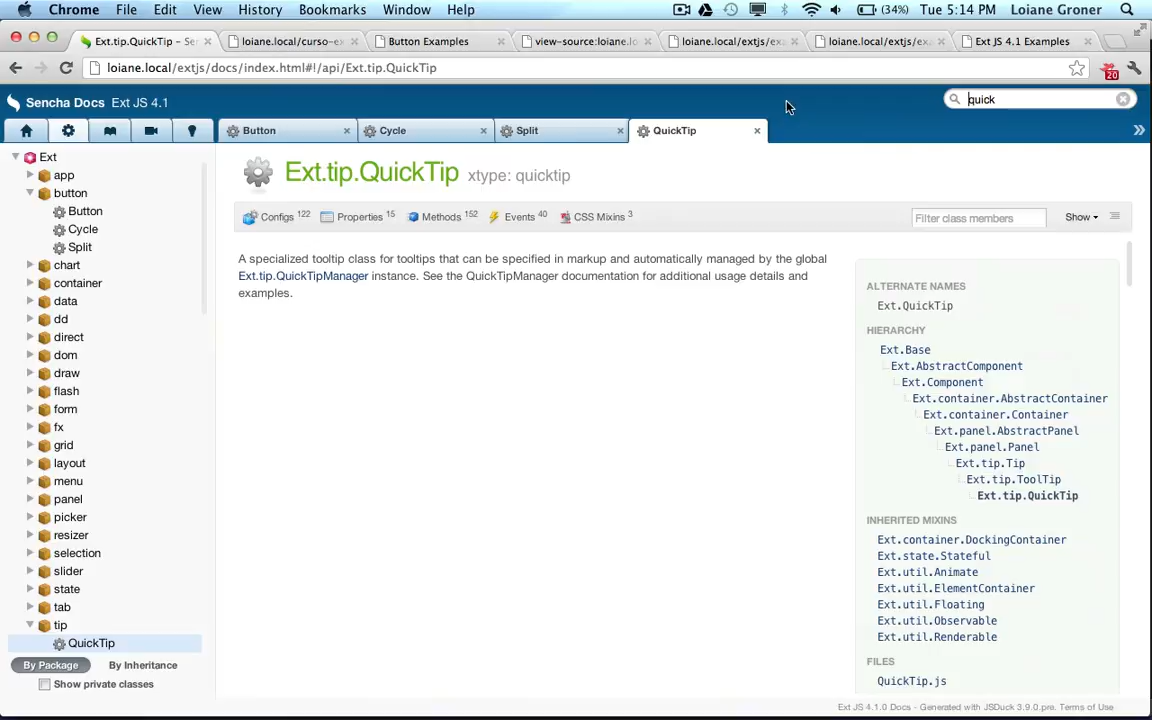 Chrome File Edit View History Bookmarks Window Help (34%) Tue 5:14 PM Loiane Groner
Ext.tip.QuickTip – Se loiane.local/curso-ex Button Examples view-source:loiane.lo loiane.local/extjs/exa loiane.local/extjs/exa Ext JS 4.1 Examples
loiane.local/extjs/docs/index.html#!/api/Ext.tip.QuickTip 20
Sencha Docs Ext JS 4.1 quick
Button Cycle Split QuickTip
Ext
app
button
Button
Cycle
Split
chart
container
data
dd
direct
dom
draw
flash
form
fx
grid
layout
menu
panel
picker
resizer
selection
slider
state
tab
tip
QuickTip
By Package By Inheritance
Show private classes
Ext.tip.QuickTip xtype: quicktip
Configs 122 Properties 15 Methods 152 Events 40 CSS Mixins 3 Filter class members Show
A specialized tooltip class for tooltips that can be specified in markup and automatically managed by the global
Ext.tip.QuickTipManager instance. See the QuickTipManager documentation for additional usage details and
examples.
ALTERNATE NAMES
Ext.QuickTip
HIERARCHY
Ext.Base
Ext.AbstractComponent
Ext.Component
Ext.container.AbstractContainer
Ext.container.Container
Ext.panel.AbstractPanel
Ext.panel.Panel
Ext.tip.Tip
Ext.tip.ToolTip
Ext.tip.QuickTip
INHERITED MIXINS
Ext.container.DockingContainer
Ext.state.Stateful
Ext.util.Animate
Ext.util.ElementContainer
Ext.util.Floating
Ext.util.Observable
Ext.util.Renderable
FILES
QuickTip.js
Ext JS 4.1.0 Docs - Generated with JSDuck 3.9.0.pre. Terms of Use